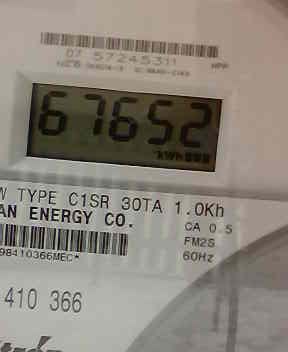 07 57245311
67652
kWh
W TYPE C1SR 30TA 1.0Kh
AN ENERGY CO.
CA 0.5
FM2S
60Hz
98410366MEC*
410 366